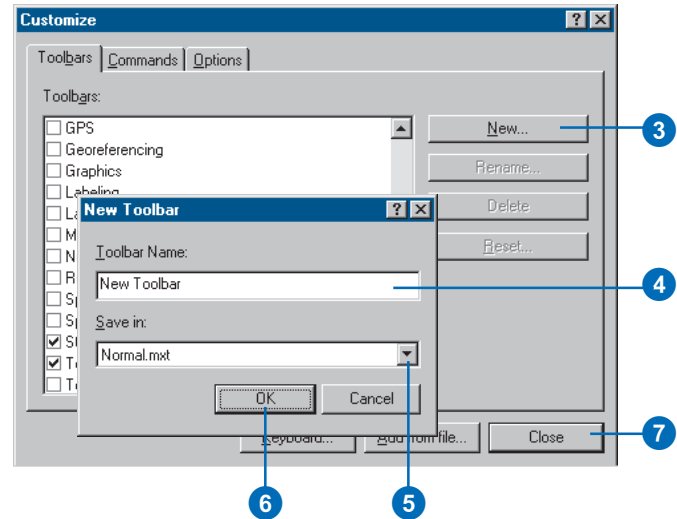 Customize
Toolbars Commands Options
Toolbars:
GPS
Georeferencing
Graphics
Labeling
New...
Rename...
Delete
Reset...
New Toolbar
Toolbar Name:
New Toolbar
Save in:
Normal.mxt
OK Cancel
Keyboard... Add from file... Close
3
4
7
6 5